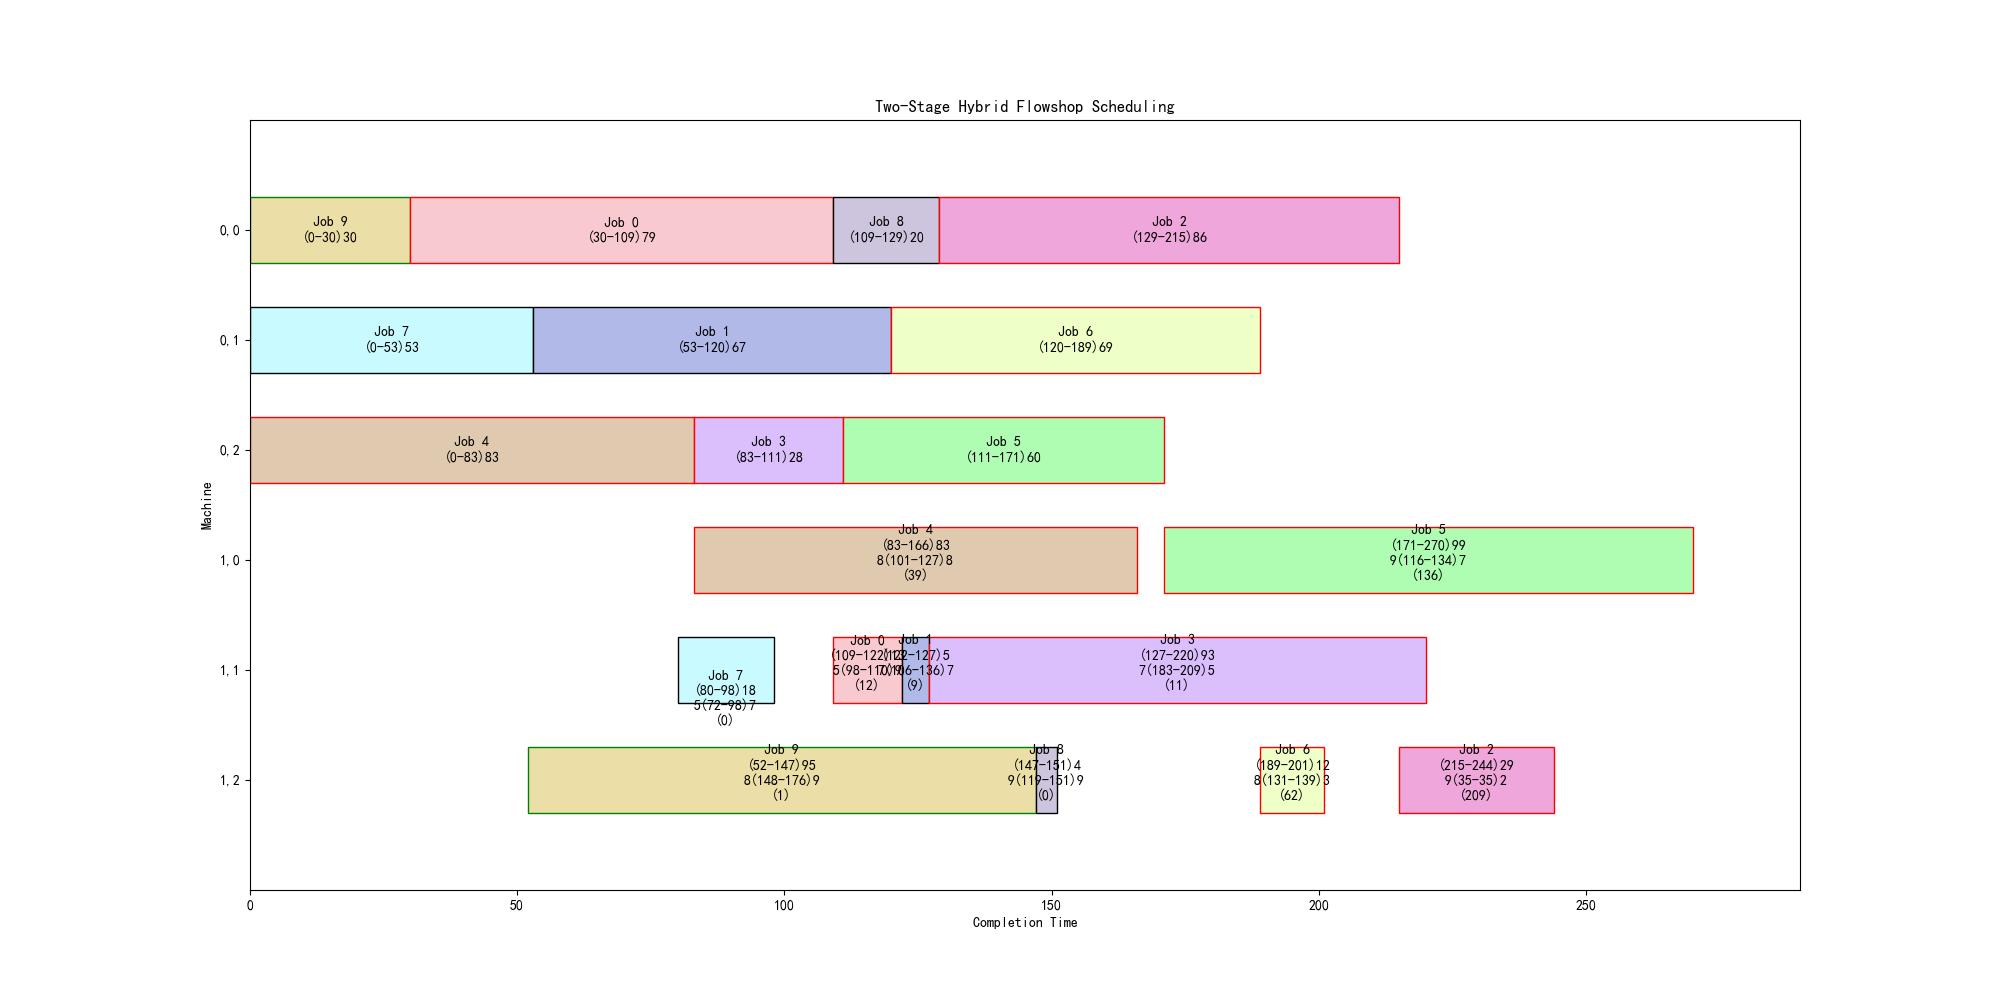 Two-Stage Hybrid Flowshop Scheduling
0,0
Job 9
(0-30)30
Job 0
(30-109)79
Job 8
(109-129)20
Job 2
(129-215)86
0,1
Job 7
(0-53)53
Job 1
(53-120)67
Job 6
(120-189)69
0,2
Job 4
(0-83)83
Job 3
(83-111)28
Job 5
(111-171)60
Machine
1,0
Job 4
(83-166)83
8(101-127)8
(39)
Job 5
(171-270)99
9(116-134)7
(136)
1,1
Job 7
(80-98)18
5(72-98)7
(0)
Job 0
(109-122)13
(12)
Job 1
(122-127)5
(9)
Job 3
(127-220)93
7(183-209)5
(11)
1,2
Job 9
(52-147)95
8(148-176)9
(1)
Job 8
(147-151)4
9(119-151)9
(0)
Job 6
(189-201)12
8(131-139)3
(62)
Job 2
(215-244)29
9(35-35)2
(209)
0
50
100
150
200
250
Completion Time